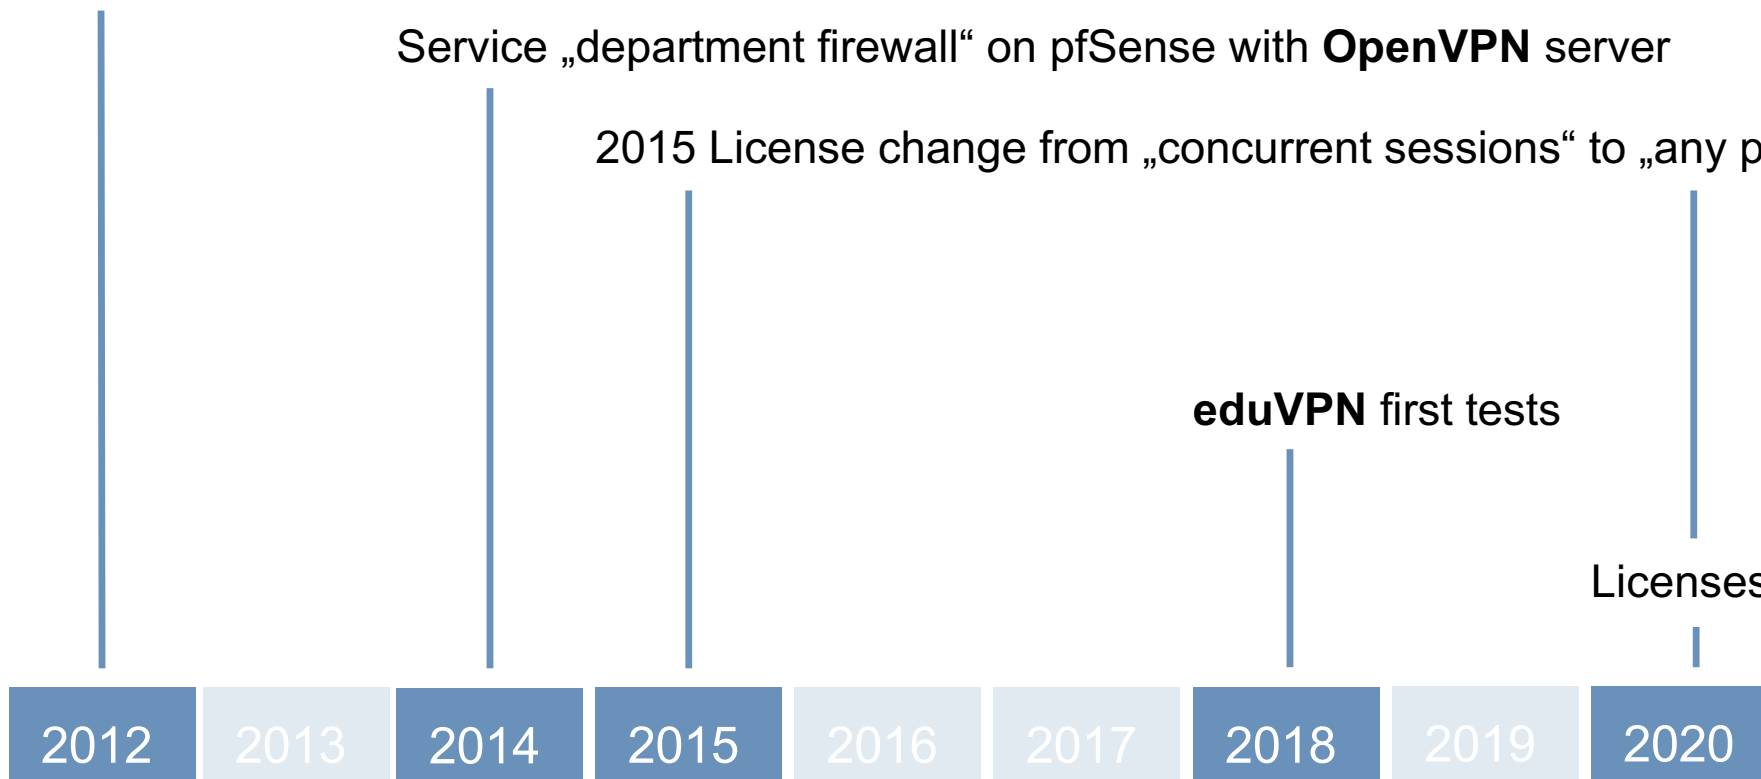 Service „department firewall“ on pfSense with OpenVPN server
2015 License change from „concurrent sessions“ to „any
eduVPN first tests
Licenses
2012 2013 2014 2015 2016 2017 2018 2019 2020